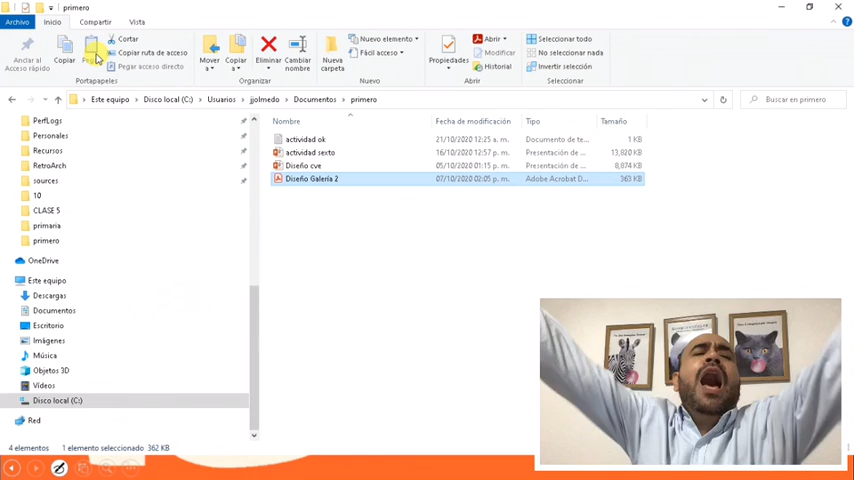 primero
Archivo
Inicio
Compartir
Vista
Anclar al
Acceso rápido
Copiar
Cortar
Copiar ruta de acceso
Pegar acceso directo
Portapapeles
Mover
a
Copiar
a
Eliminar
Cambiar
nombre
Organizar
Nueva
carpeta
Nuevo elemento
Fácil acceso
Nuevo
Propiedades
Abrir
Modificar
Historial
Abrir
Seleccionar todo
No seleccionar nada
Invertir selección
Seleccionar
Este equipo > Disco local (C:) > Usuarios > jjolmedo > Documentos > primero
Buscar en primero
Nombre Fecha de modificación Tipo Tamaño
actividad ok 21/10/2020 12:25 a. m. Documento de te... 1 KB
actividad sexto 16/10/2020 12:57 p. m. Presentación de ... 13,820 KB
Diseño cve 05/10/2020 01:15 p. m. Presentación de ... 8,874 KB
Diseño Galería 2 07/10/2020 02:05 p. m. Adobe Acrobat D... 363 KB
PerfLogs
Personales
Recursos
RetroArch
sources
10
CLASE 5
primaria
primero
OneDrive
Este equipo
Descargas
Documentos
Escritorio
Imágenes
Música
Objetos 3D
Vídeos
Disco local (C:)
Red
4 elementos 1 elemento seleccionado 362 KB